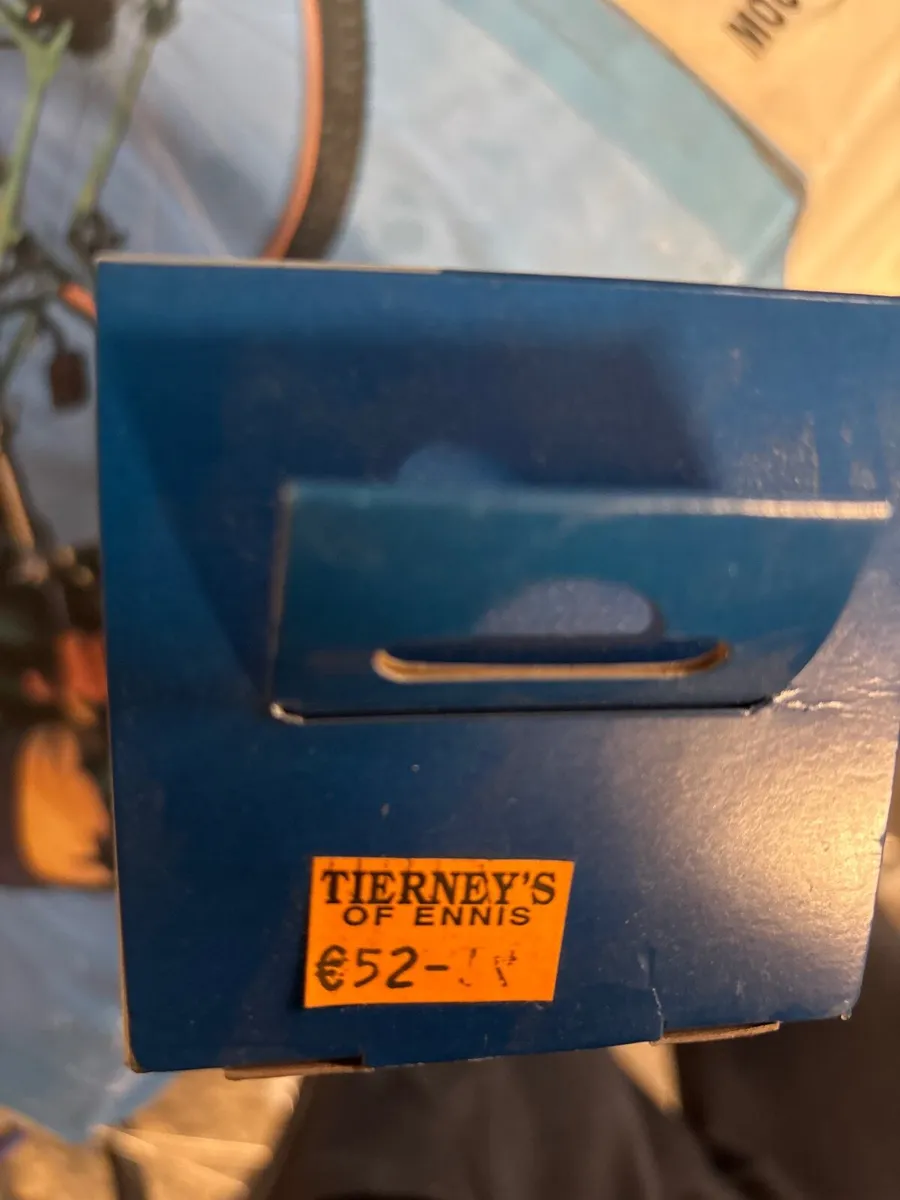 TIERNEY'S
OF ENNIS
€52-